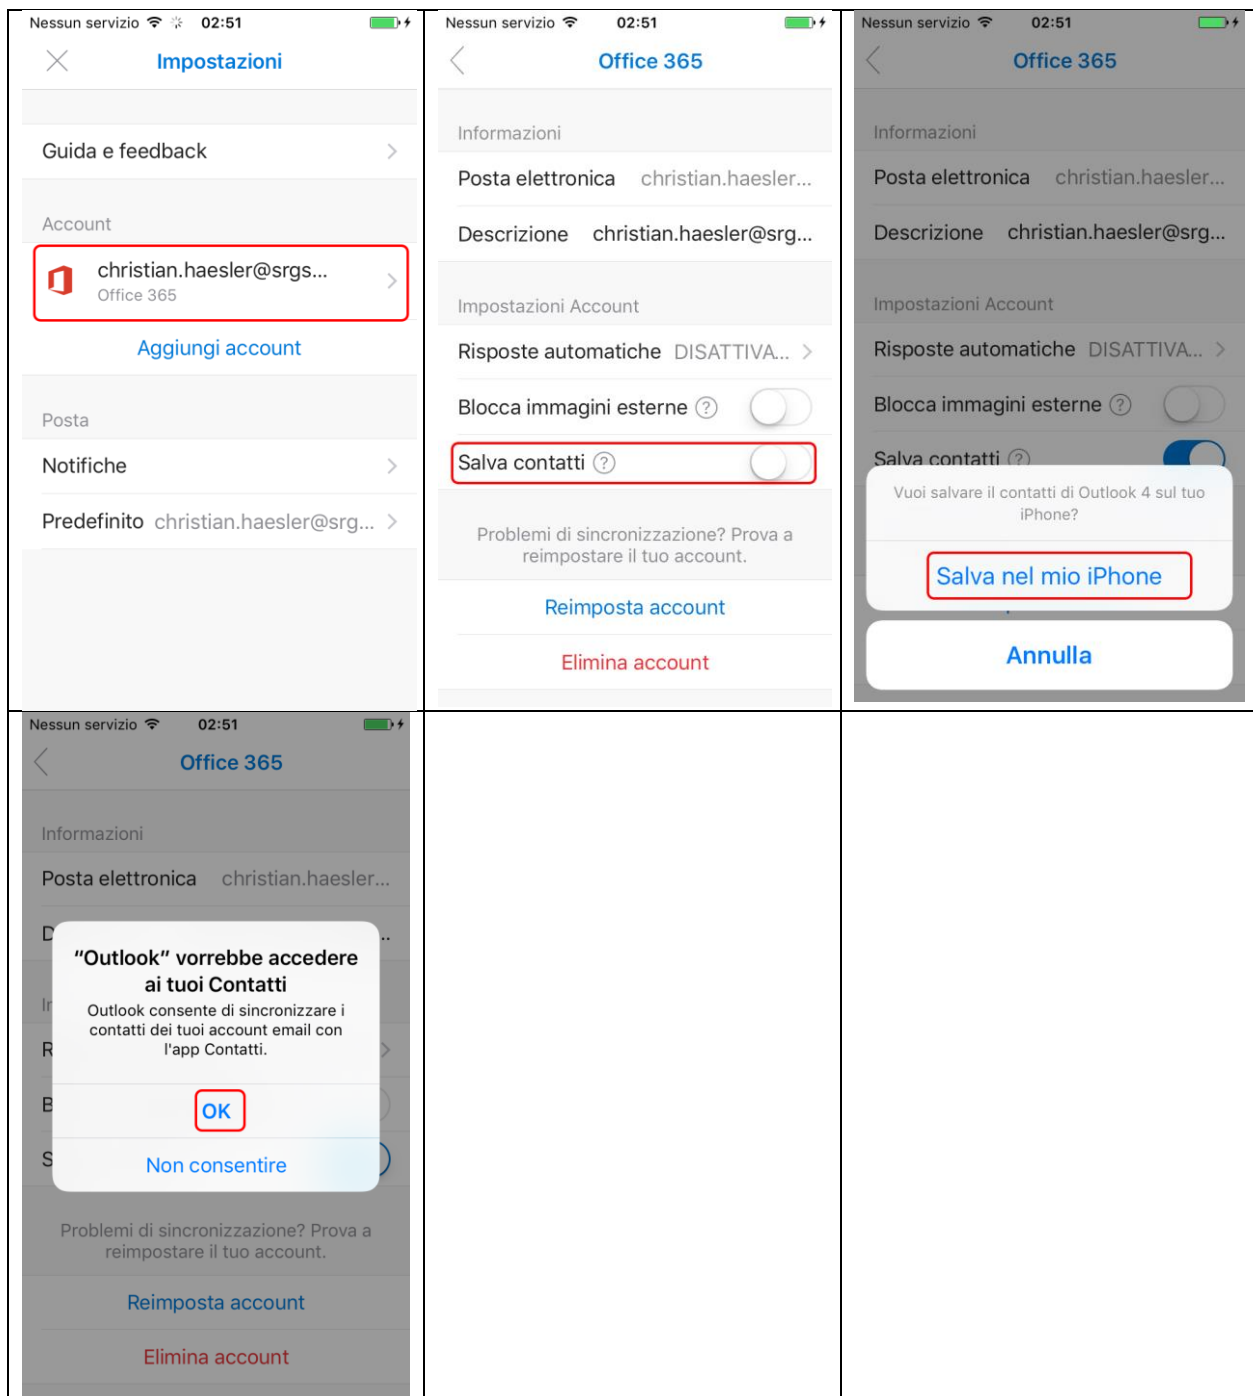 Nessun servizio 02:51
Impostazioni
Guida e feedback
Account
christian.haesler@srgs...
Office 365
Aggiungi account
Posta
Notifiche
Predefinito christian.haesler@srg...
Nessun servizio 02:51
Office 365
Informazioni
Posta elettronica christian.haesler...
Descrizione christian.haesler@srg...
Impostazioni Account
Risposte automatiche DISATTIVA...
Blocca immagini esterne ?
Salva contatti ?
Problemi di sincronizzazione? Prova a
reimpostare il tuo account.
Reimposta account
Elimina account
Nessun servizio 02:51
Office 365
Informazioni
Posta elettronica christian.haesler...
Descrizione christian.haesler@srg...
Impostazioni Account
Risposte automatiche DISATTIVA...
Blocca immagini esterne ?
Salva contatti ?
Vuoi salvare il contatti di Outlook 4 sul tuo
iPhone?
Salva nel mio iPhone
Annulla
Nessun servizio 02:51
Office 365
Informazioni
Posta elettronica christian.haesler...
"Outlook" vorrebbe accedere
ai tuoi Contatti
Outlook consente di sincronizzare i
contatti dei tuoi account email con
l'app Contatti.
OK
Non consentire
Problemi di sincronizzazione? Prova a
reimpostare il tuo account.
Reimposta account
Elimina account